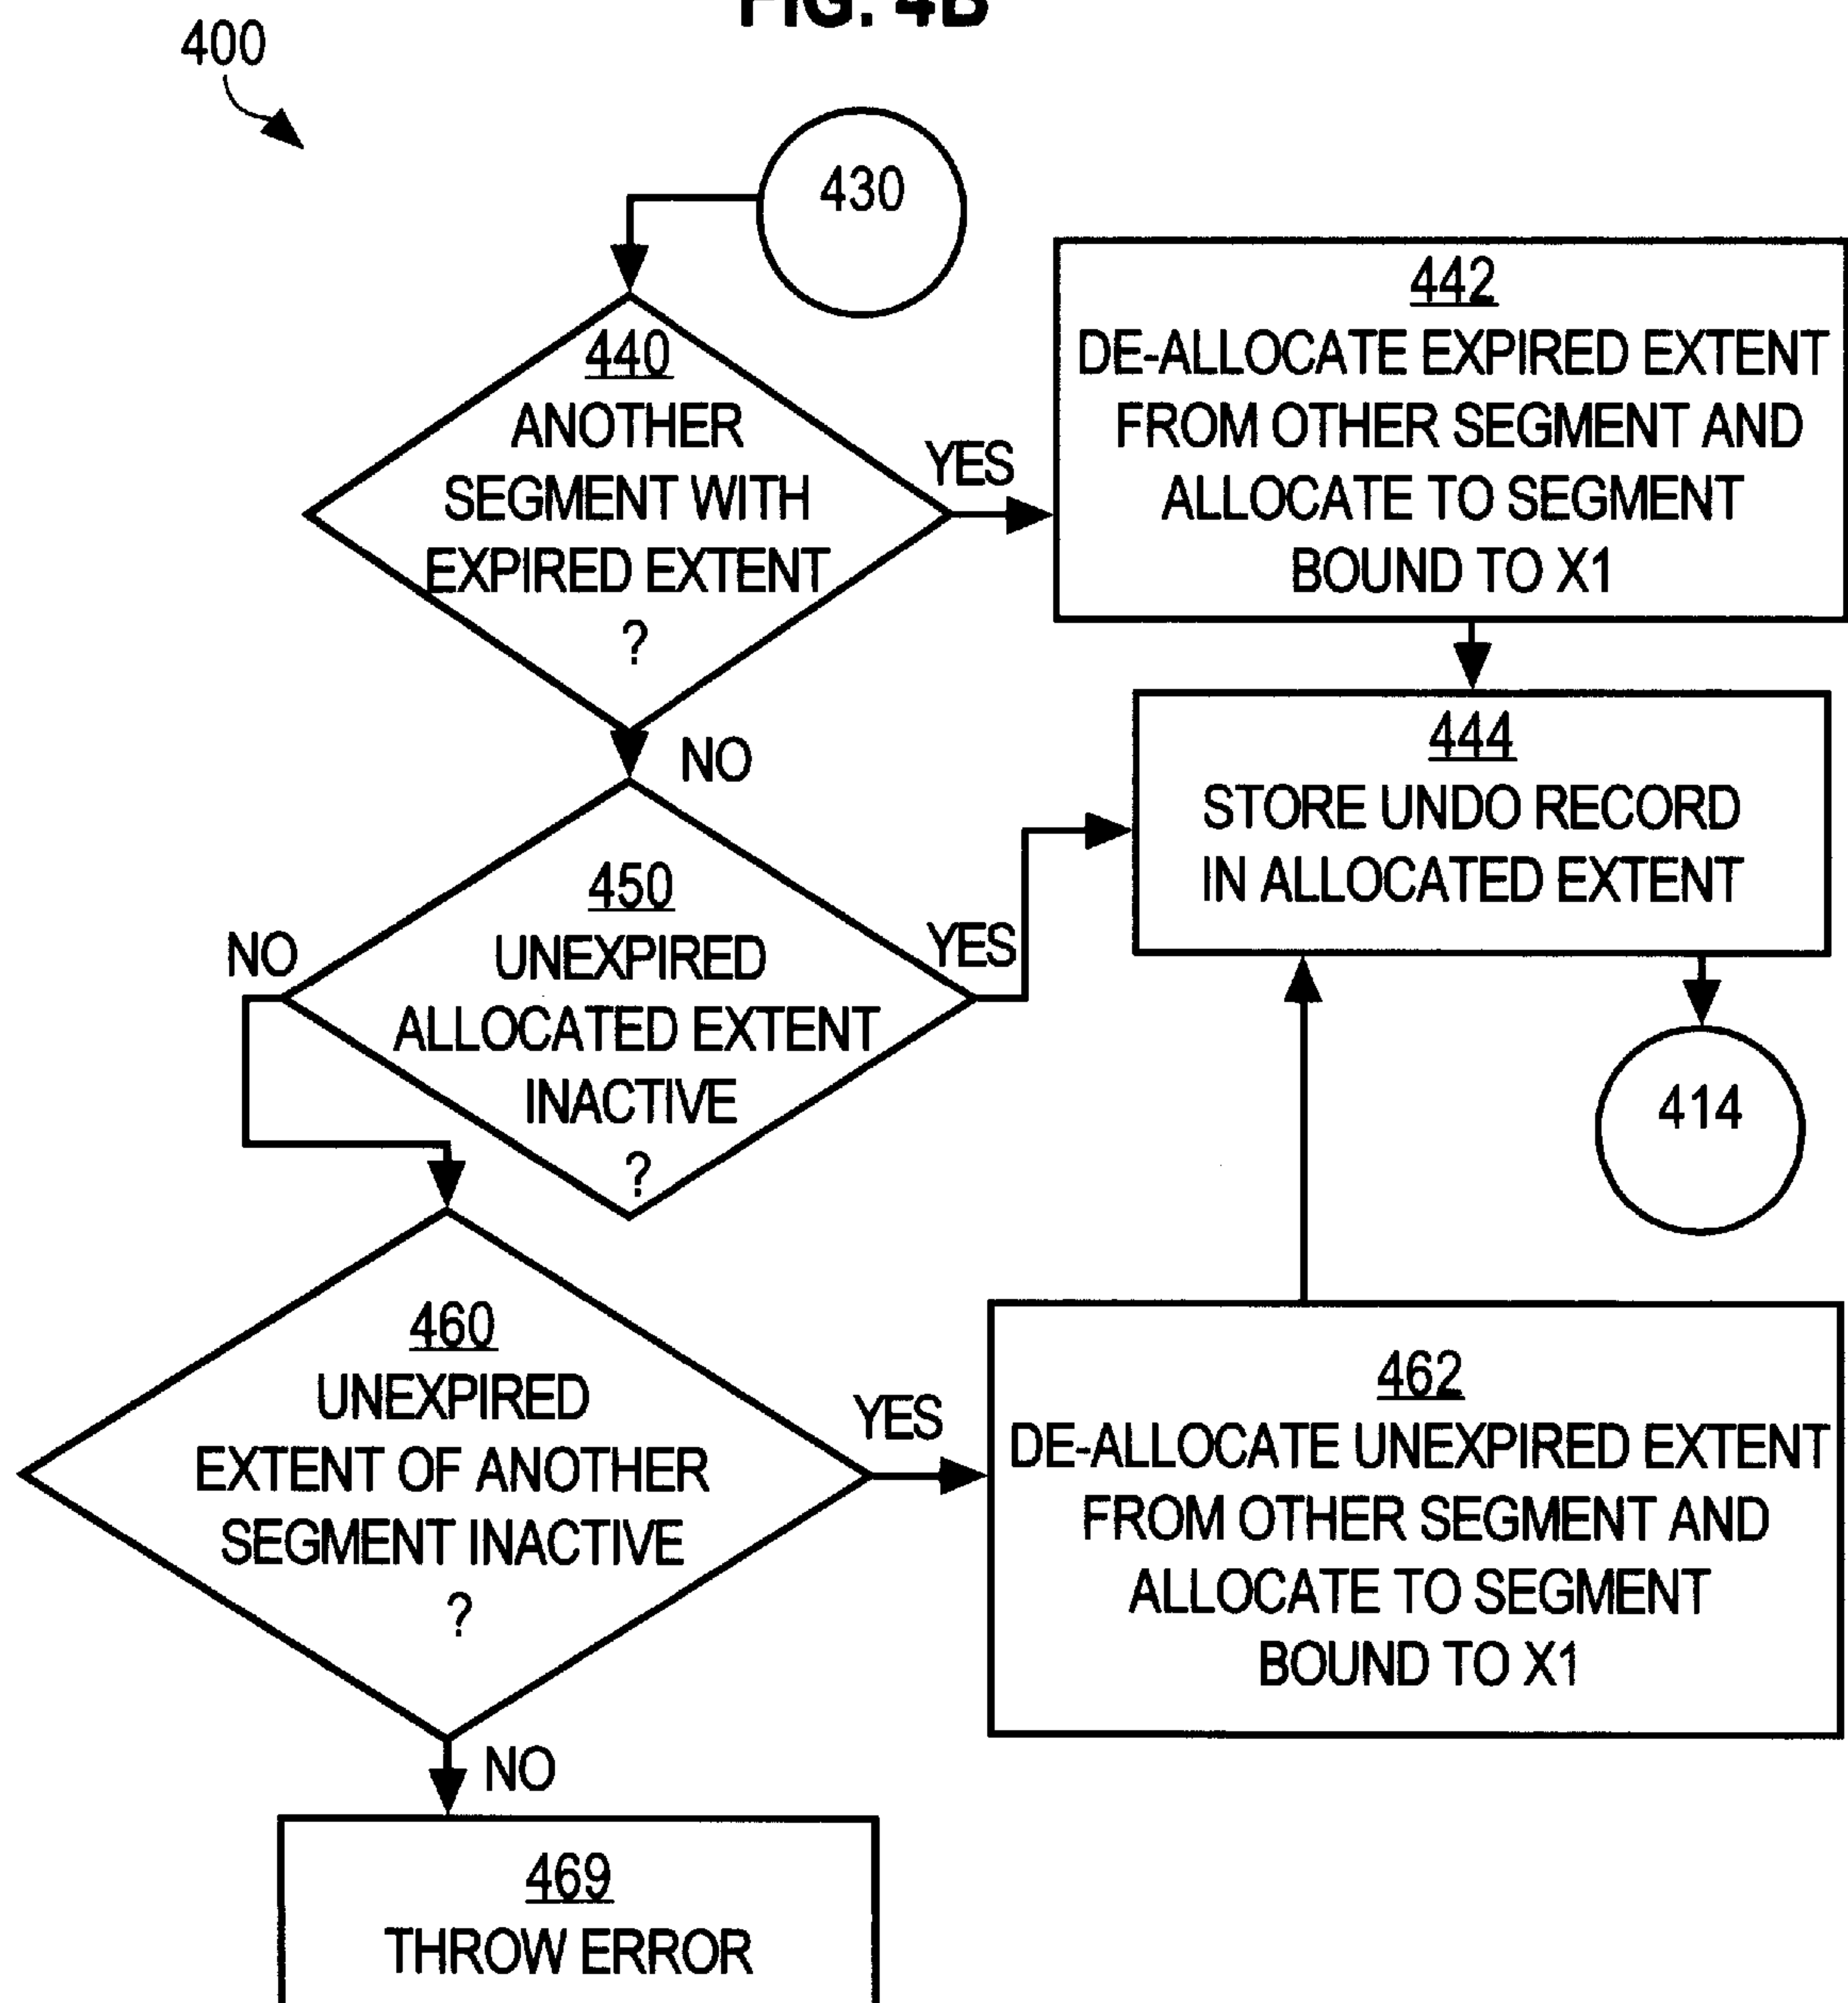 FIG. 4B
400
430
440
ANOTHER
SEGMENT WITH
EXPIRED EXTENT
?
YES
442
DE-ALLOCATE EXPIRED EXTENT
FROM OTHER SEGMENT AND
ALLOCATE TO SEGMENT
BOUND TO X1
NO
444
STORE UNDO RECORD
IN ALLOCATED EXTENT
450
UNEXPIRED
ALLOCATED EXTENT
INACTIVE
?
YES
NO
414
460
UNEXPIRED
EXTENT OF ANOTHER
SEGMENT INACTIVE
?
YES
462
DE-ALLOCATE UNEXPIRED EXTENT
FROM OTHER SEGMENT AND
ALLOCATE TO SEGMENT
BOUND TO X1
NO
469
THROW ERROR